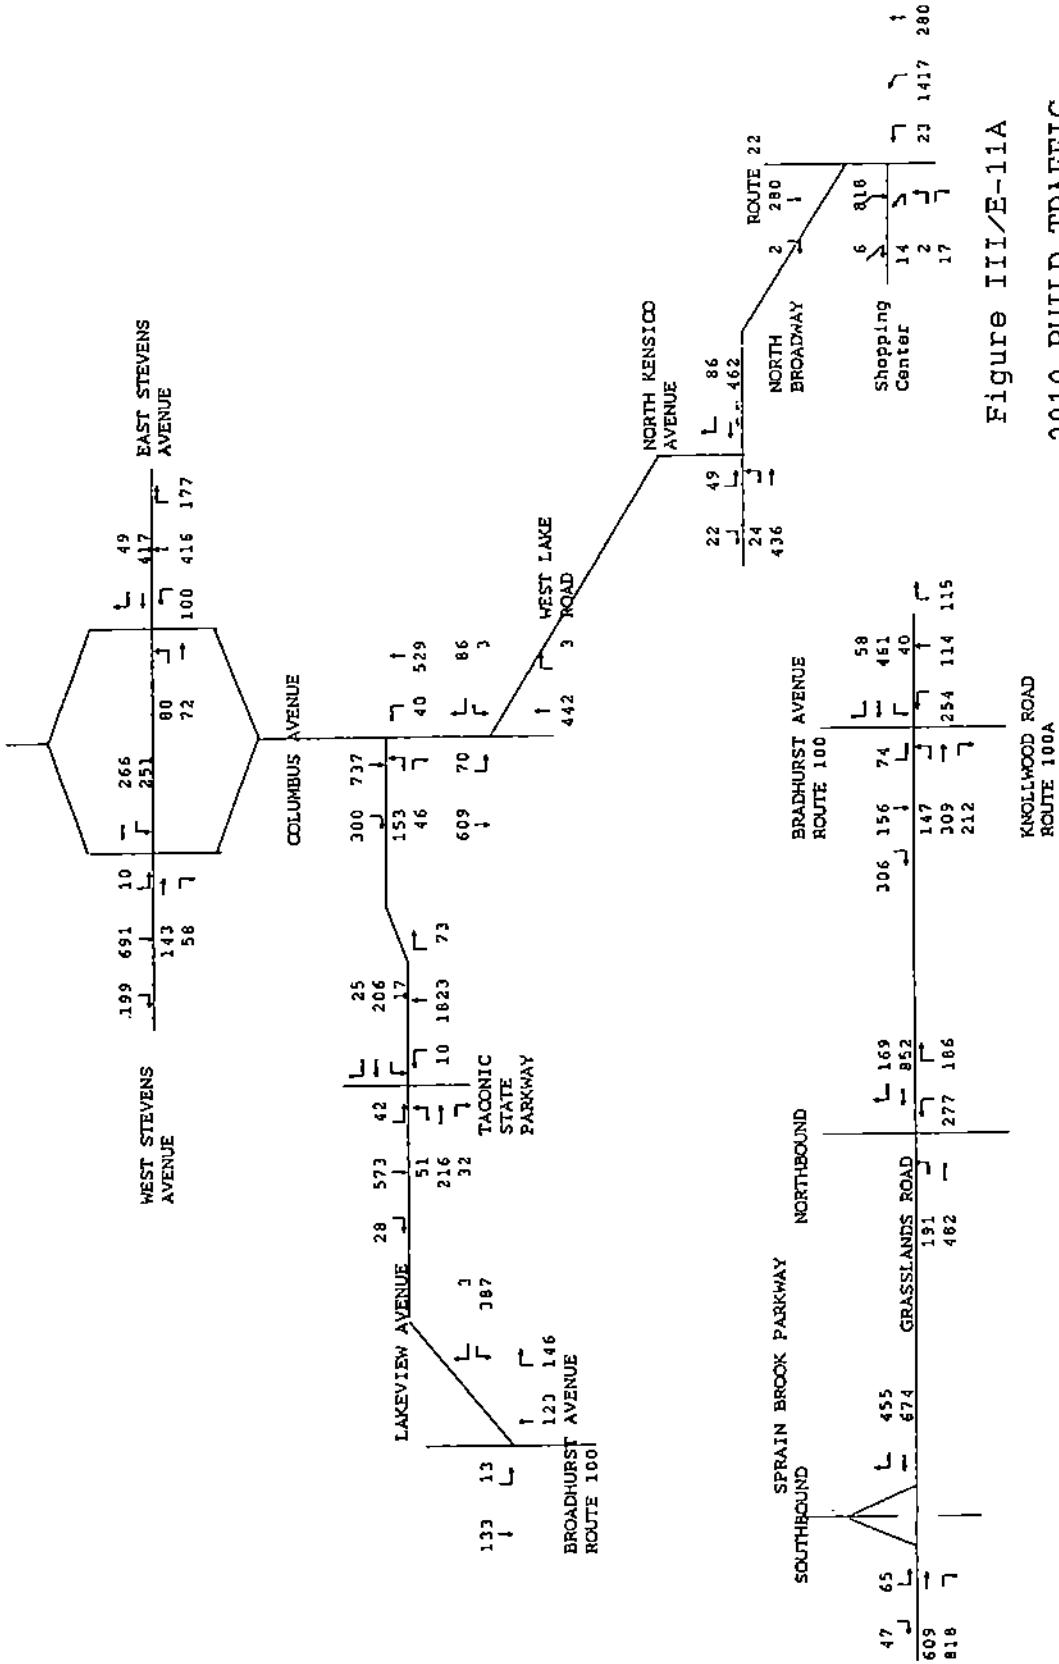 WEST STEVENS
AVENUE
EAST STEVENS
AVENUE
199
691
10
143
58
266
251
80
72
49
417
100
416
177
COLUMBUS AVENUE
300
737
153
46
40
529
609
70
86
3
442
3
WEST LAKE
ROAD
LAKEVIEW AVENUE
28
573
42
51
216
32
25
206
17
10
1823
73
TACONIC
STATE
PARKWAY
133
13
3
387
123
146
BROADHURST AVENUE
ROUTE 100
NORTH KENSICO
AVENUE
22
49
24
436
86
462
NORTH
BROADWAY
ROUTE 22
2
280
6
818
14
2
17
23
1417
280
Shopping
Center
SPRAIN BROOK PARKWAY
SOUTHBOUND
NORTHBOUND
47
65
609
818
455
674
GRASSLANDS ROAD
191
482
169
852
277
186
BRADHURST AVENUE
ROUTE 100
306
156
74
147
309
212
58
461
40
254
114
115
KNOLLWOOD ROAD
ROUTE 100A
Figure III/E-11A
2010 BUILD TRAFFIC